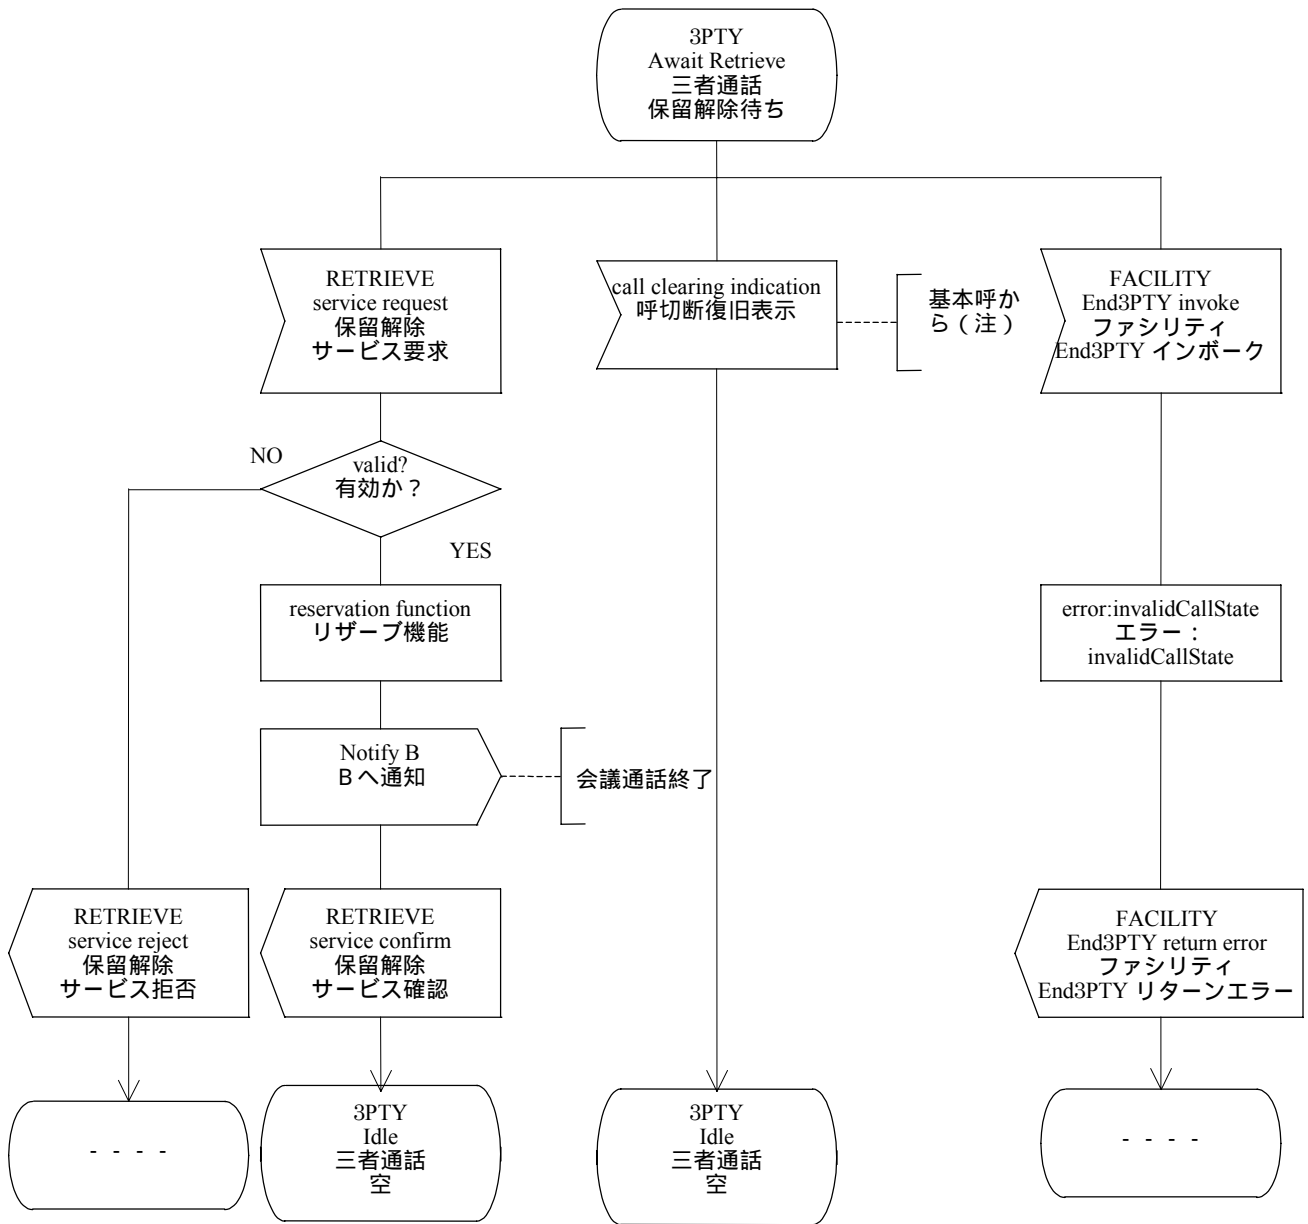 3PTY
Await Retrieve
三者通話
保留解除待ち
RETRIEVE
service request
保留解除
サービス要求
call clearing indication
呼切断復旧表示
基本呼か
ら（注）
FACILITY
End3PTY invoke
ファシリティ
End3PTY インボーク
NO
valid?
有効か？
YES
reservation function
リザーブ機能
error:invalidCallState
エラー：
invalidCallState
Notify B
Ｂへ通知
会議通話終了
RETRIEVE
service reject
保留解除
サービス拒否
RETRIEVE
service confirm
保留解除
サービス確認
FACILITY
End3PTY return error
ファシリティ
End3PTY リターンエラー
- - - -
3PTY
Idle
三者通話
空
3PTY
Idle
三者通話
空
- - - -